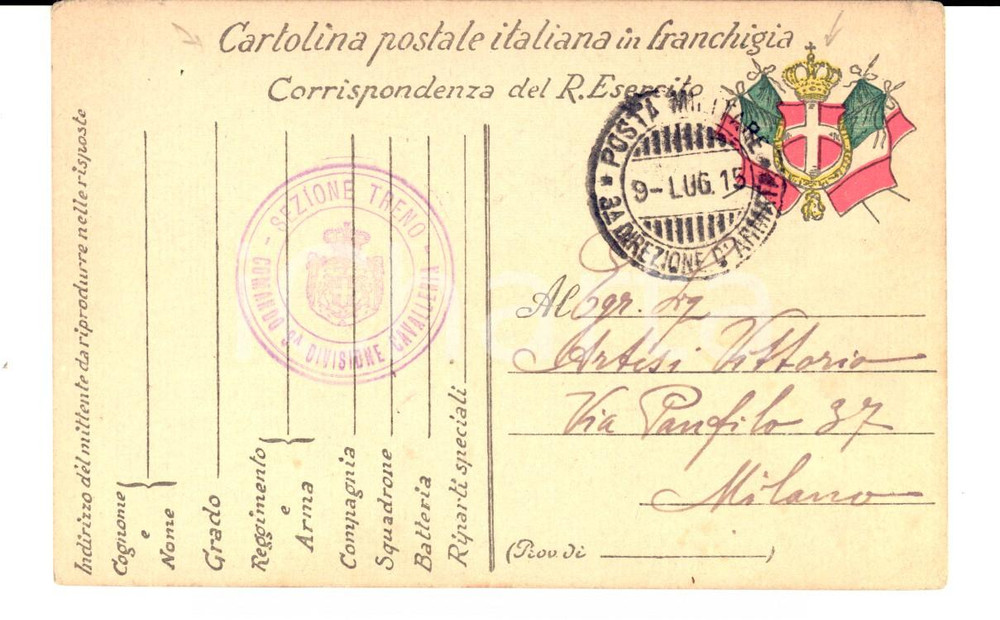 Cartolina postale italiana in franchigia
Corrispondenza del R. Esercito
POSTA MILITARE
9-LUG.15
3A DIREZIONE D'ARMATA
SEZIONE TRENO
COMANDO 3A DIVISIONE CAVALLERIA
Indirizzo del mittente da riprodurre nelle risposte
Cognome
e
Nome
Grado
Reggimento
e
Arma
Compagnia
Squadrone
Batteria
Riparti speciali
Al Egr. Sig
Artisi Vittorio
Via Panfilo 37
Milano
(Prov. di )